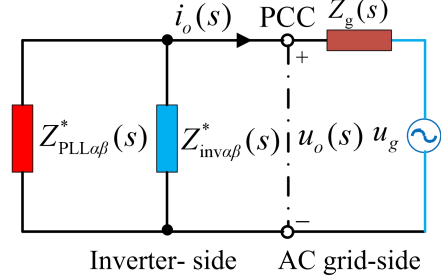 i_o(s) PCC Z_g(s)
+
Z*_PLLαβ(s) Z*_invαβ(s) u_o(s) u_g
−
Inverter- side AC grid-side